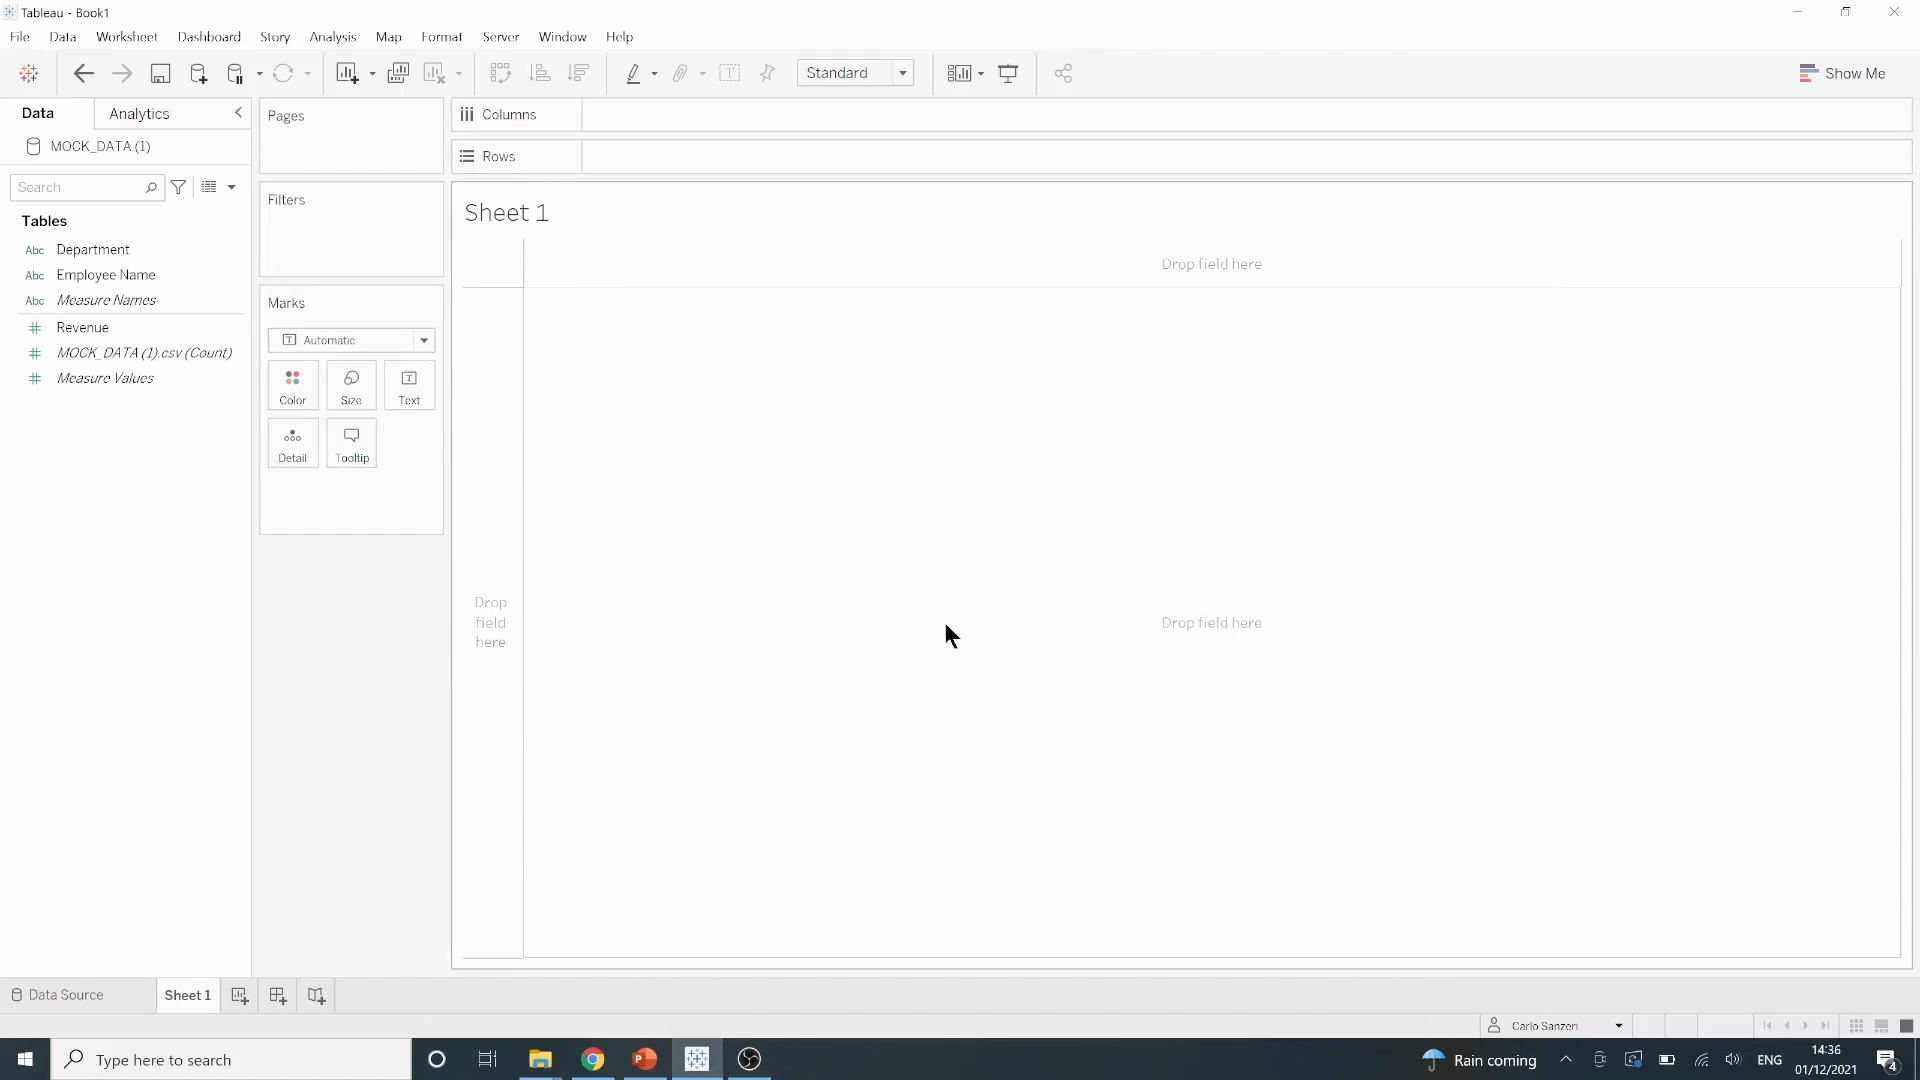 Tableau - Book1
File Data Worksheet Dashboard Story Analysis Map Format Server Window Help
Standard
Show Me
Data Analytics
MOCK_DATA (1)
Search
Tables
Abc Department
Abc Employee Name
Abc Measure Names
Revenue
MOCK_DATA (1).csv (Count)
Measure Values
Pages
Filters
Marks
Automatic
Color Size Text
Detail Tooltip
Columns
Rows
Sheet 1
Drop field here
Drop
field
here
Drop field here
Data Source Sheet 1
Carlo Sanzeri
Type here to search
Rain coming
ENG
14:36
01/12/2021
4